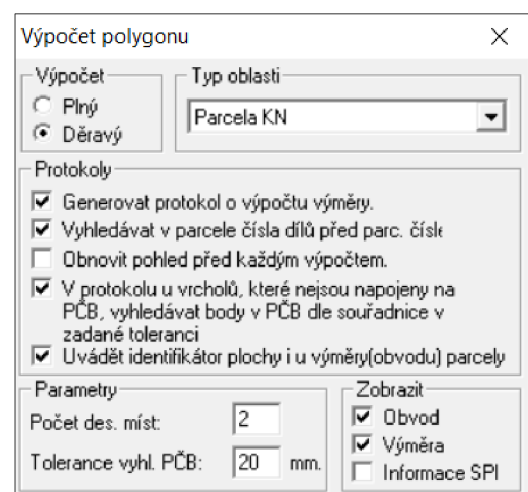 Výpočet polygonu
Výpočet
Plný
Děravý
Typ oblasti
Parcela KN
Protokoly
Generovat protokol o výpočtu výměry.
Vyhledávat v parcele čísla dílů před parc. čísle
Obnovit pohled před každým výpočtem.
V protokolu u vrcholů, které nejsou napojeny na
PČB, vyhledávat body v PČB dle souřadnice v
zadané toleranci
Uvádět identifikátor plochy i u výměry(obvodu) parcely
Parametry
Počet des. míst: 2
Tolerance vyhl. PČB: 20 mm.
Zobrazit
Obvod
Výměra
Informace SPI